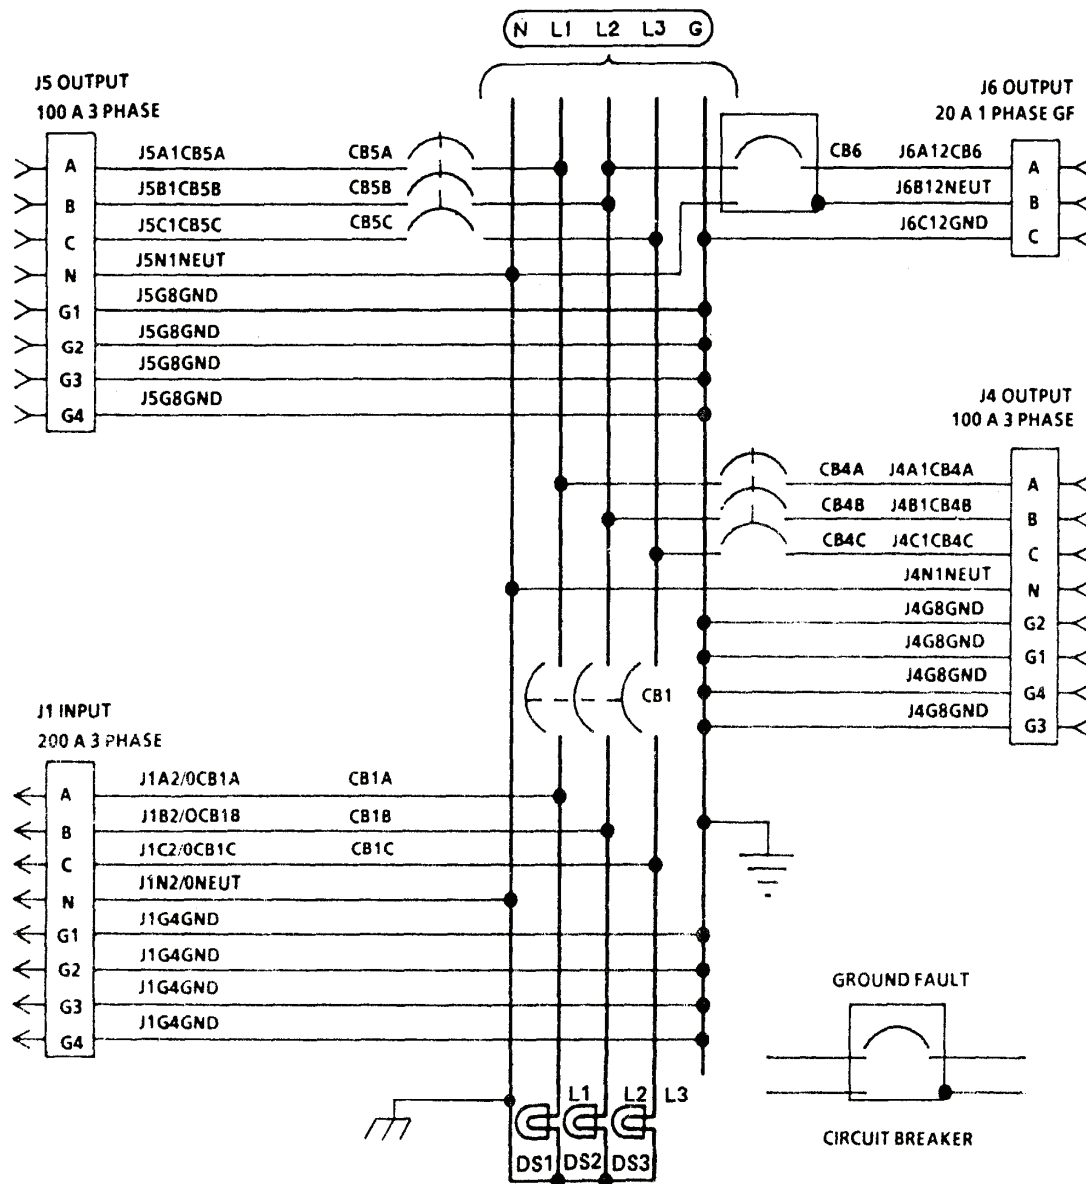 N L1 L2 L3 G
J5 OUTPUT
100 A 3 PHASE
A J5A1CB5A CB5A
B J5B1CB5B CB5B
C J5C1CB5C CB5C
N J5N1NEUT
G1 J5G8GND
G2 J5G8GND
G3 J5G8GND
G4 J5G8GND
J6 OUTPUT
20 A 1 PHASE GF
CB6 J6A12CB6 A
J6B12NEUT B
J6C12GND C
J4 OUTPUT
100 A 3 PHASE
CB4A J4A1CB4A A
CB4B J4B1CB4B B
CB4C J4C1CB4C C
J4N1NEUT N
J4G8GND G2
J4G8GND G1
J4G8GND G4
J4G8GND G3
CB1
J1 INPUT
200 A 3 PHASE
A J1A2/0CB1A CB1A
B J1B2/OCB1B CB1B
C J1C2/0CB1C CB1C
N J1N2/0NEUT
G1 J1G4GND
G2 J1G4GND
G3 J1G4GND
G4 J1G4GND
L1 L2 L3
DS1 DS2 DS3
GROUND FAULT
CIRCUIT BREAKER